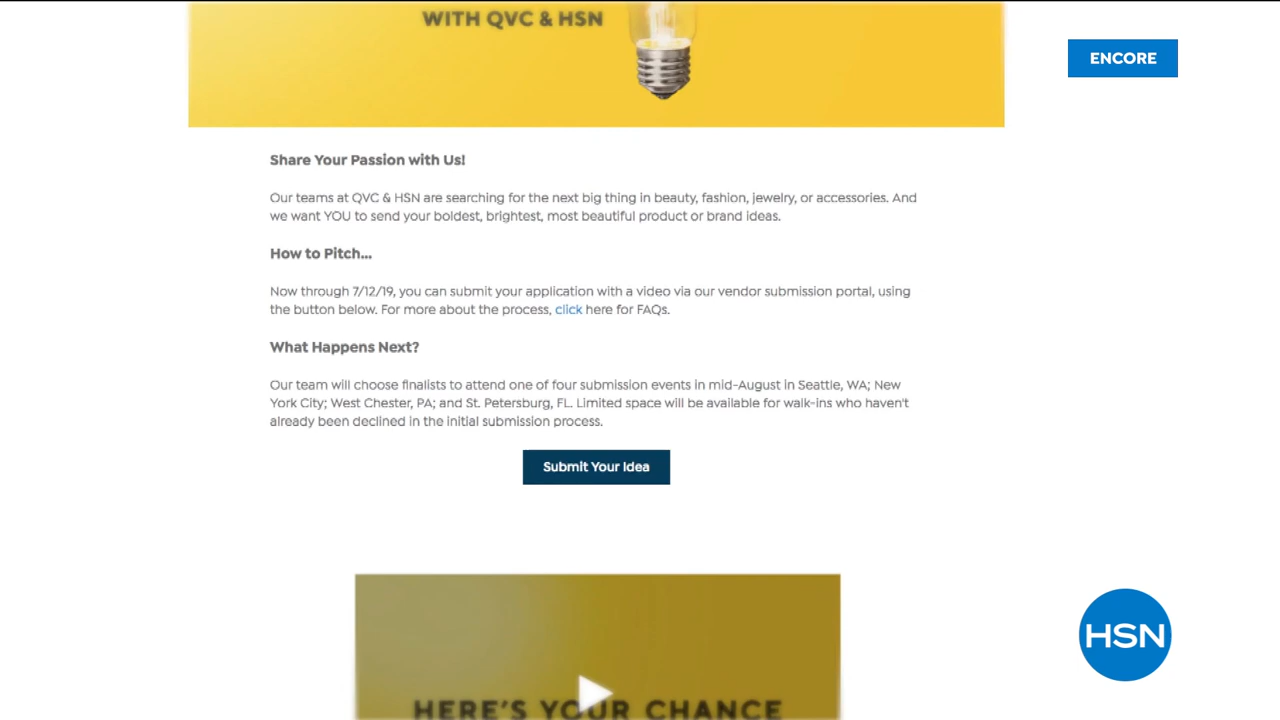 WITH QVC & HSN
ENCORE
Share Your Passion with Us!
Our teams at QVC & HSN are searching for the next big thing in beauty, fashion, jewelry, or accessories. And
we want YOU to send your boldest, brightest, most beautiful product or brand ideas.
How to Pitch...
Now through 7/12/19, you can submit your application with a video via our vendor submission portal, using
the button below. For more about the process, click here for FAQs.
What Happens Next?
Our team will choose finalists to attend one of four submission events in mid-August in Seattle, WA; New
York City; West Chester, PA; and St. Petersburg, FL. Limited space will be available for walk-ins who haven't
already been declined in the initial submission process.
Submit Your Idea
HSN
HERE'S YOUR CHANCE